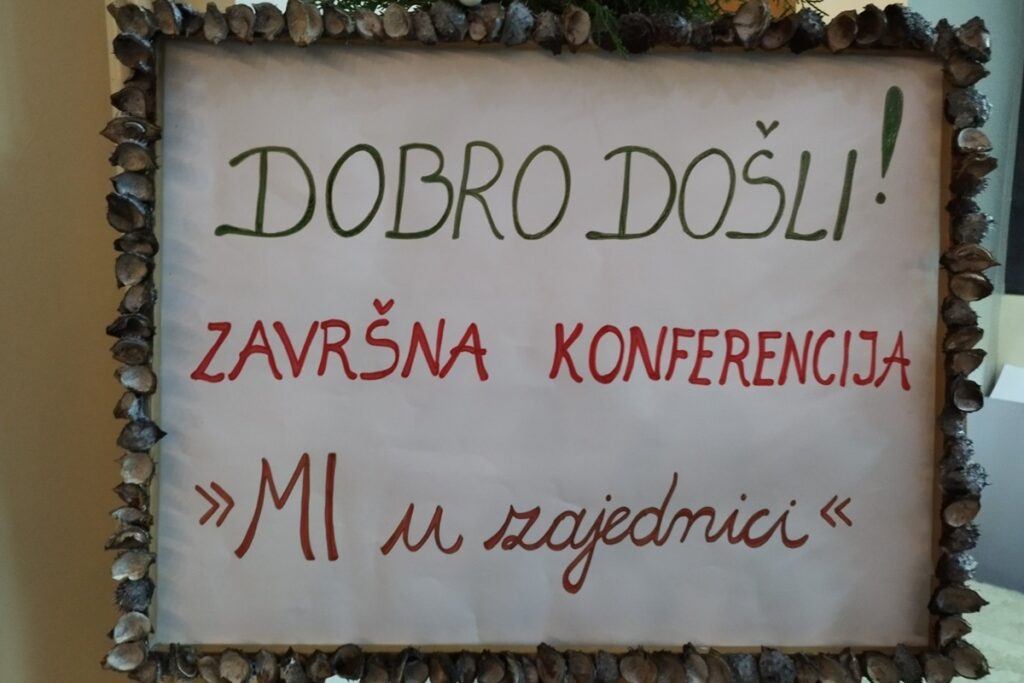 DOBRO DOŠLI!
ZAVRŠNA KONFERENCIJA
»MI u zajednici«